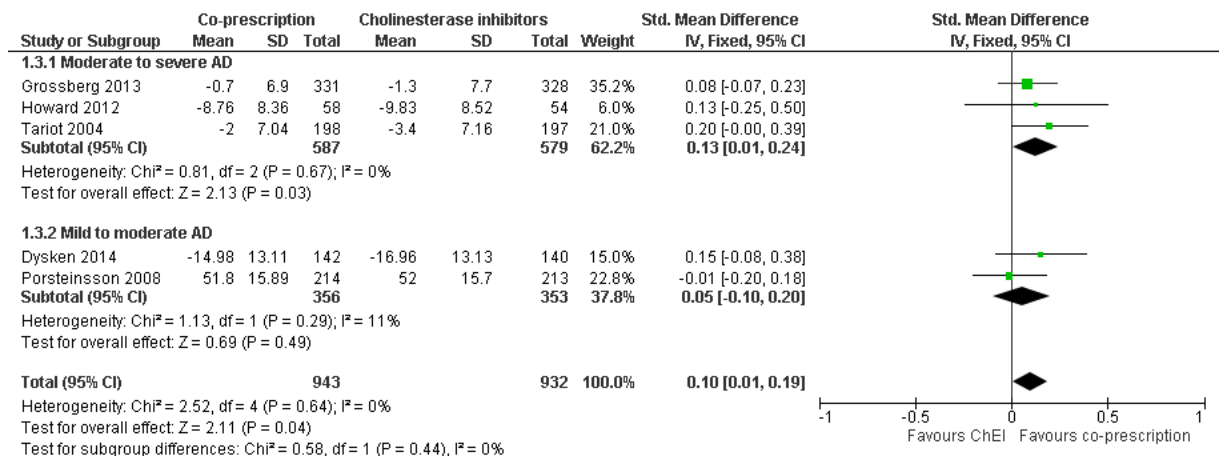 Co-prescription Cholinesterase inhibitors Std. Mean Difference Std. Mean Difference
Study or Subgroup Mean SD Total Mean SD Total Weight IV, Fixed, 95% CI IV, Fixed, 95% CI
1.3.1 Moderate to severe AD
Grossberg 2013 -0.7 6.9 331 -1.3 7.7 328 35.2% 0.08 [-0.07, 0.23]
Howard 2012 -8.76 8.36 58 -9.83 8.52 54 6.0% 0.13 [-0.25, 0.50]
Tariot 2004 -2 7.04 198 -3.4 7.16 197 21.0% 0.20 [-0.00, 0.39]
Subtotal (95% CI) 587 579 62.2% 0.13 [0.01, 0.24]
Heterogeneity: Chi² = 0.81, df = 2 (P = 0.67); I² = 0%
Test for overall effect: Z = 2.13 (P = 0.03)
1.3.2 Mild to moderate AD
Dysken 2014 -14.98 13.11 142 -16.96 13.13 140 15.0% 0.15 [-0.08, 0.38]
Porsteinsson 2008 51.8 15.89 214 52 15.7 213 22.8% -0.01 [-0.20, 0.18]
Subtotal (95% CI) 356 353 37.8% 0.05 [-0.10, 0.20]
Heterogeneity: Chi² = 1.13, df = 1 (P = 0.29); I² = 11%
Test for overall effect: Z = 0.69 (P = 0.49)
Total (95% CI) 943 932 100.0% 0.10 [0.01, 0.19]
Heterogeneity: Chi² = 2.52, df = 4 (P = 0.64); I² = 0%
Test for overall effect: Z = 2.11 (P = 0.04)
Test for subgroup differences: Chi² = 0.58, df = 1 (P = 0.44), I² = 0%
-1 -0.5 0 0.5 1
Favours ChEI Favours co-prescription